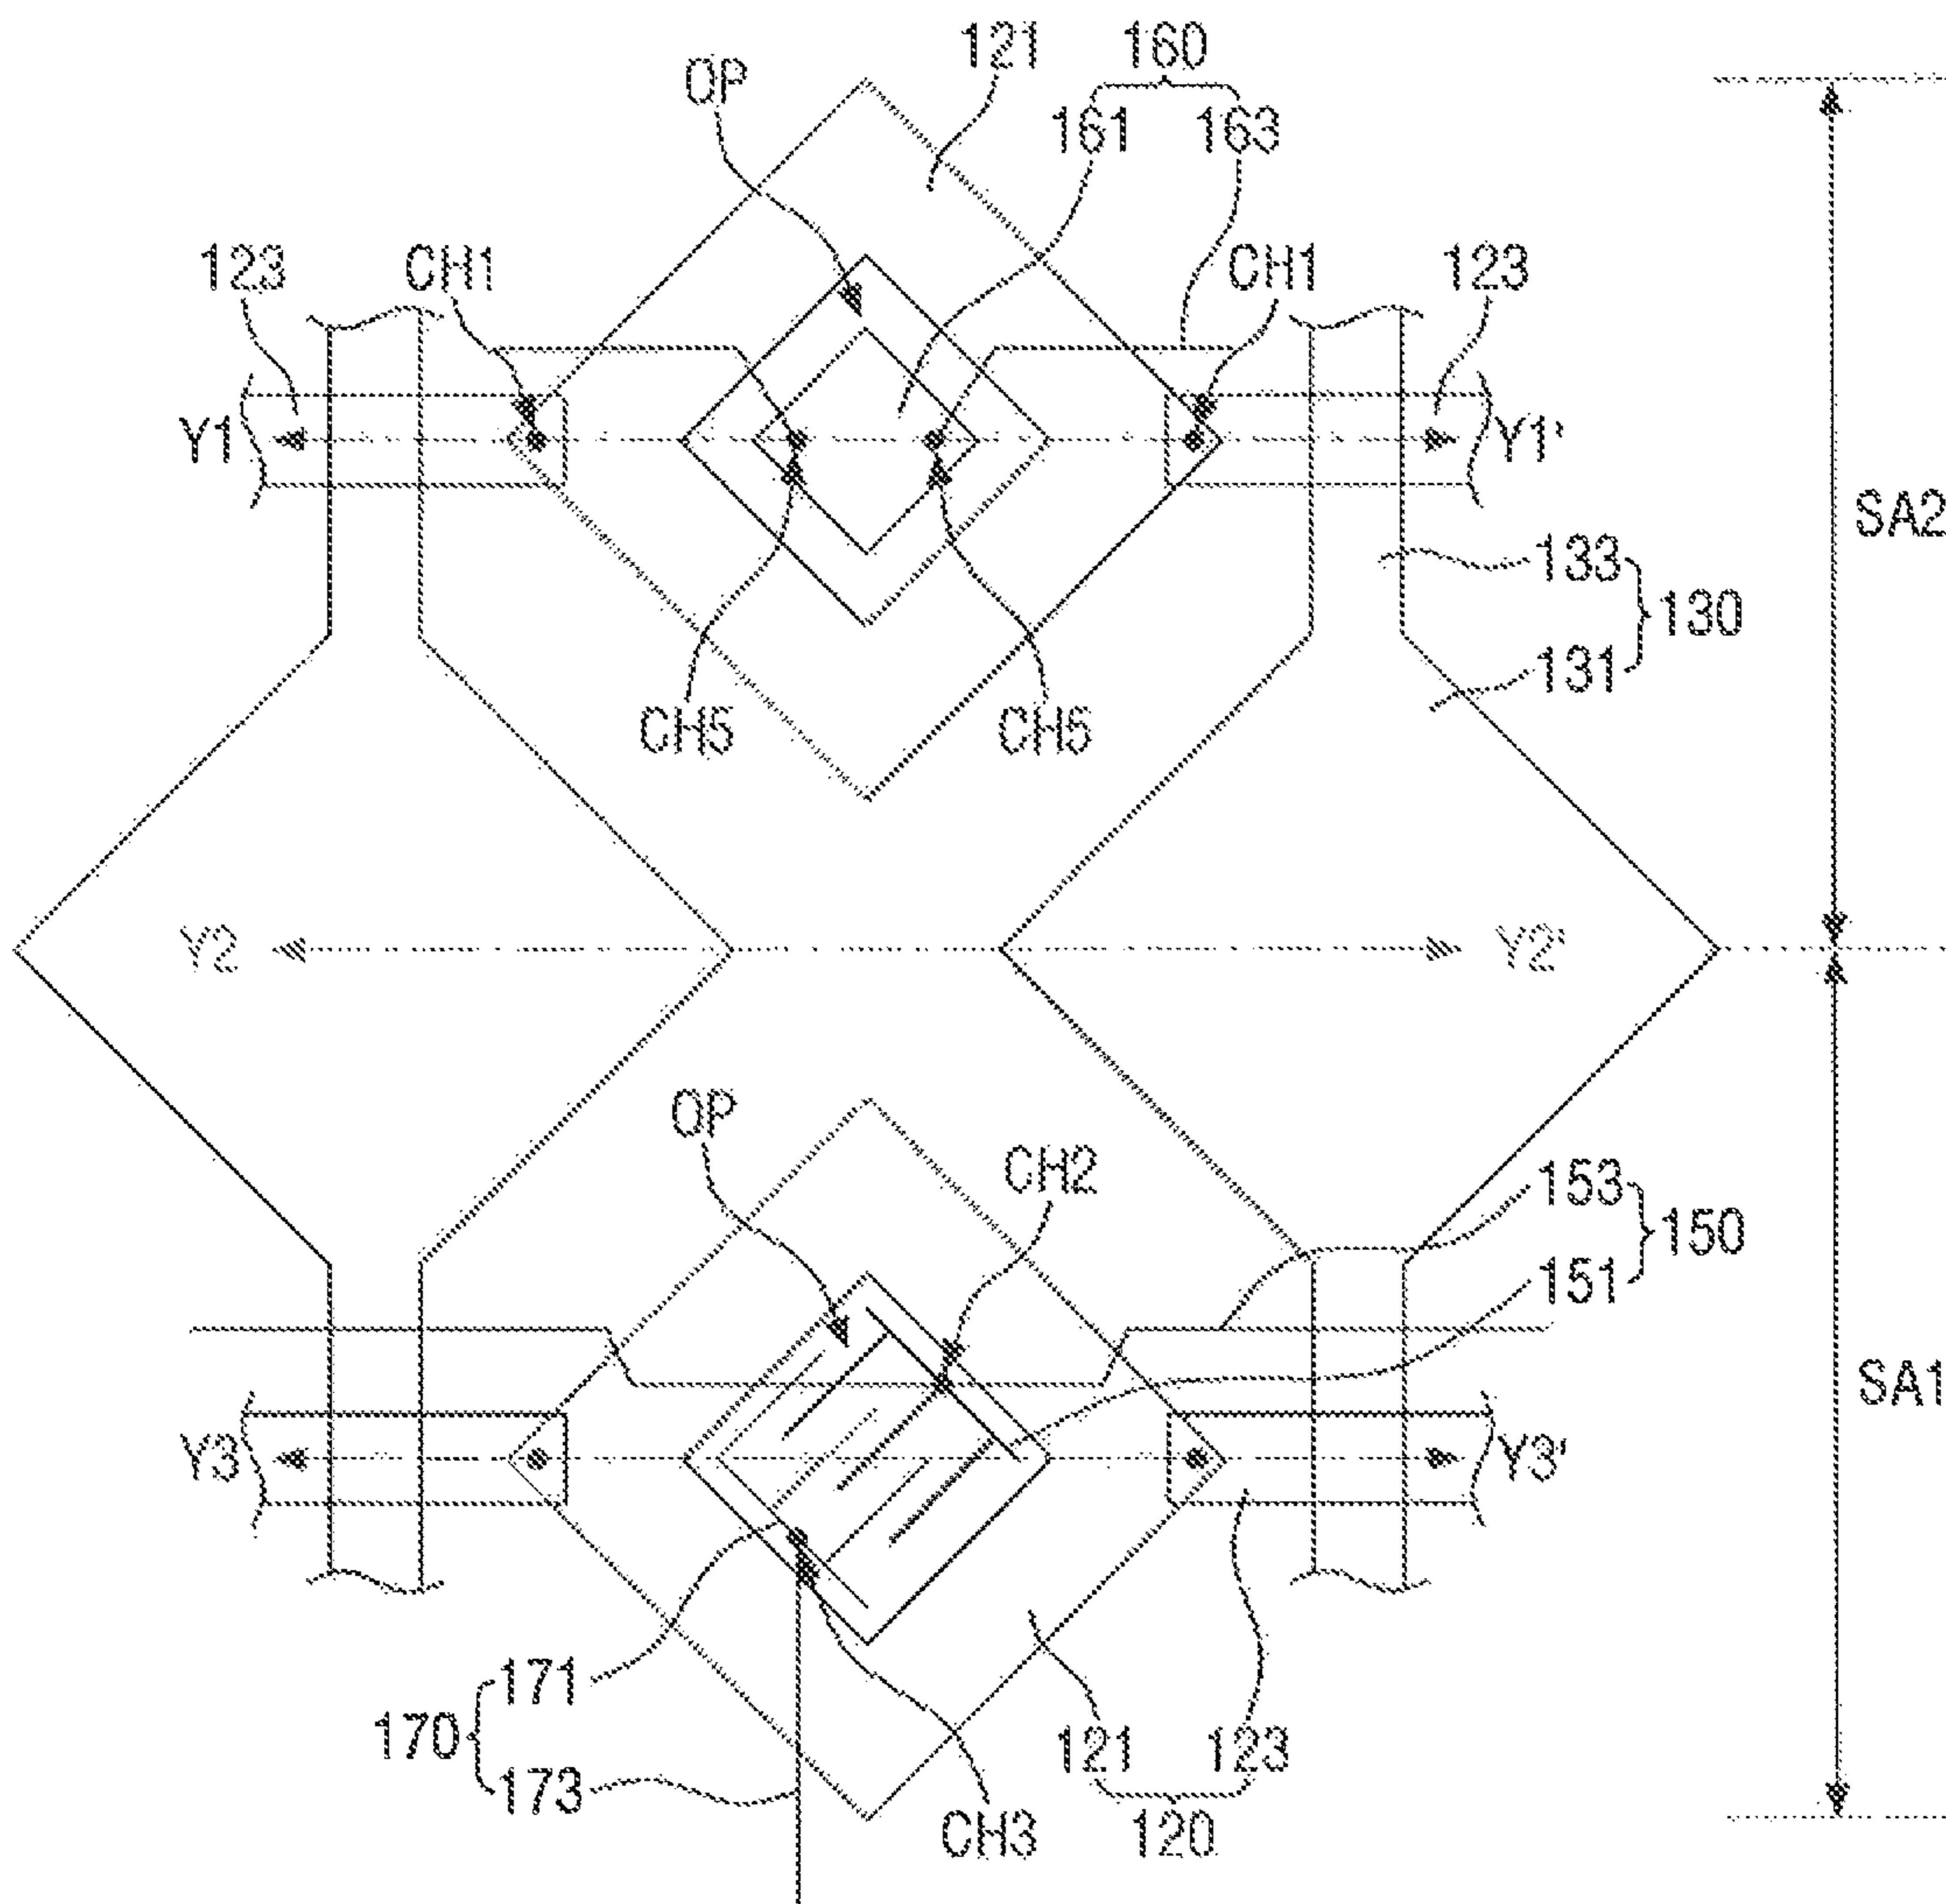 121 160
OP 161 163
123 CH1 CH1 123
Y1 Y1'
SA2
133
130
131
CH5 CH5
Y2 Y2'
OP
CH2
153
150
151
SA1
Y3 Y3'
171
170 121 123
173
CH3 120